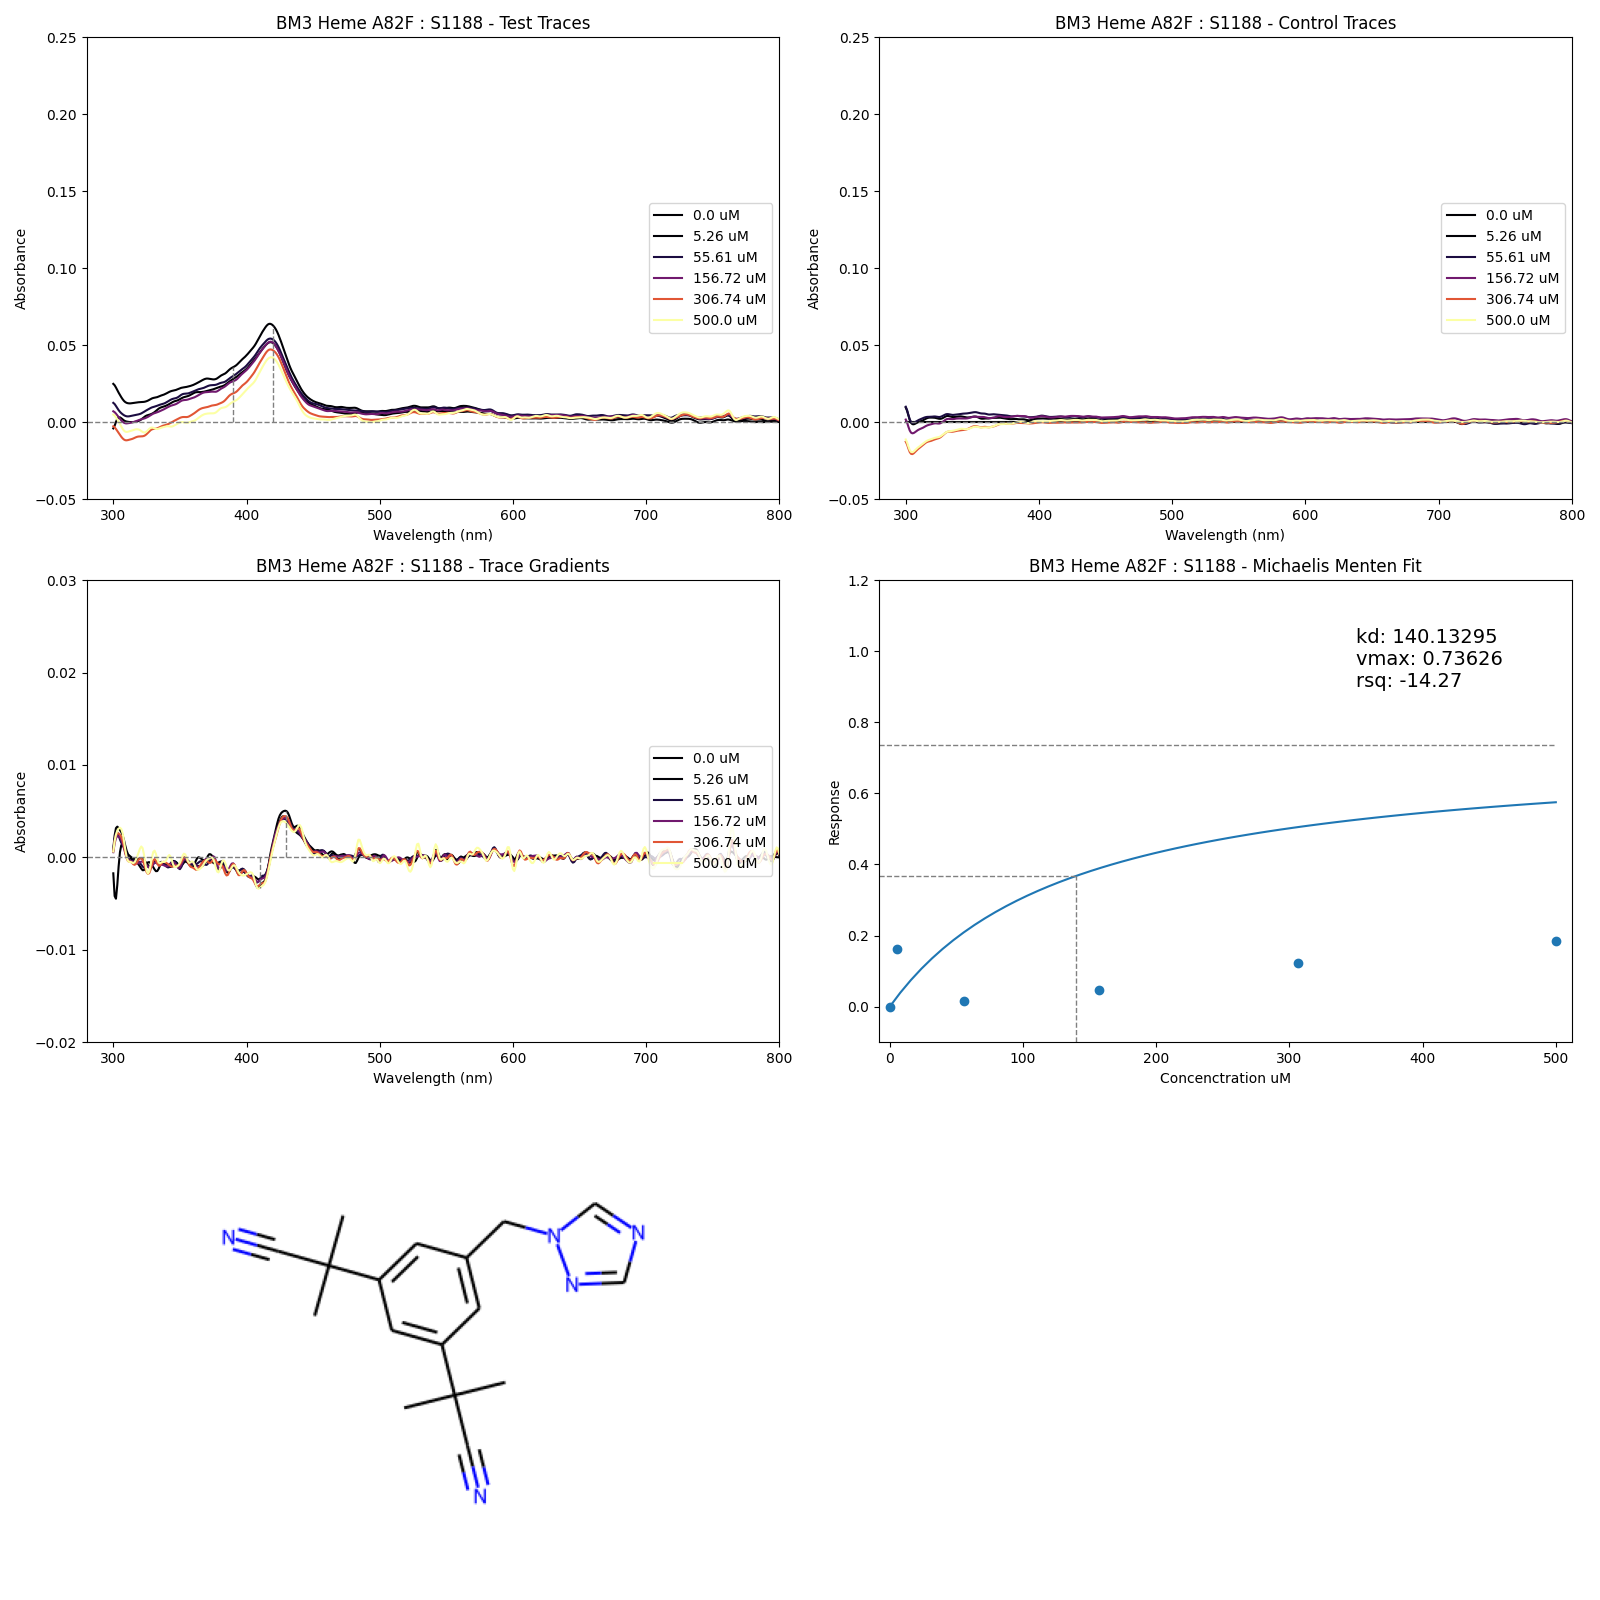 BM3 Heme A82F : S1188 - Test Traces
0.25
0.20
0.15
0.10
0.05
0.00
−0.05
Absorbance
300
400
500
600
700
800
Wavelength (nm)
0.0 uM
5.26 uM
55.61 uM
156.72 uM
306.74 uM
500.0 uM
BM3 Heme A82F : S1188 - Control Traces
0.25
0.20
0.15
0.10
0.05
0.00
−0.05
Absorbance
300
400
500
600
700
800
Wavelength (nm)
0.0 uM
5.26 uM
55.61 uM
156.72 uM
306.74 uM
500.0 uM
BM3 Heme A82F : S1188 - Trace Gradients
0.03
0.02
0.01
0.00
−0.01
−0.02
Absorbance
300
400
500
600
700
800
Wavelength (nm)
0.0 uM
5.26 uM
55.61 uM
156.72 uM
306.74 uM
500.0 uM
BM3 Heme A82F : S1188 - Michaelis Menten Fit
1.2
1.0
0.8
0.6
0.4
0.2
0.0
Response
kd: 140.13295
vmax: 0.73626
rsq: -14.27
0
100
200
300
400
500
Concenctration uM
N
N
N
N
N